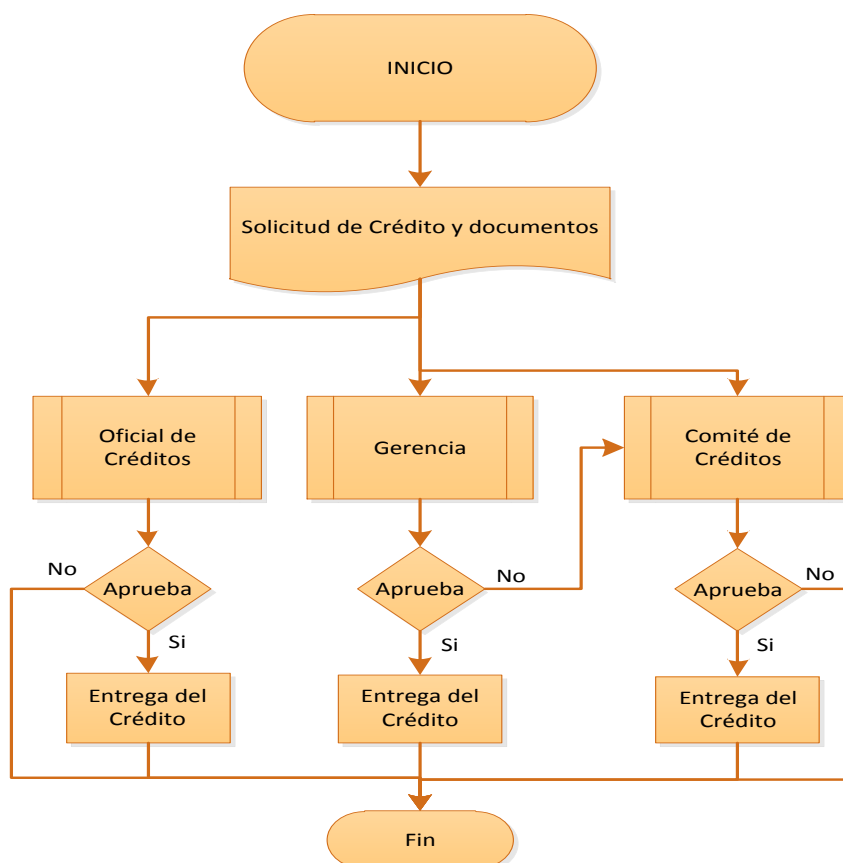 INICIO
Solicitud de Crédito y documentos
Oficial de
Créditos
Gerencia
Comité de
Créditos
No
Aprueba
Si
Aprueba
No
Si
Aprueba
No
Si
Entrega del
Crédito
Entrega del
Crédito
Entrega del
Crédito
Fin